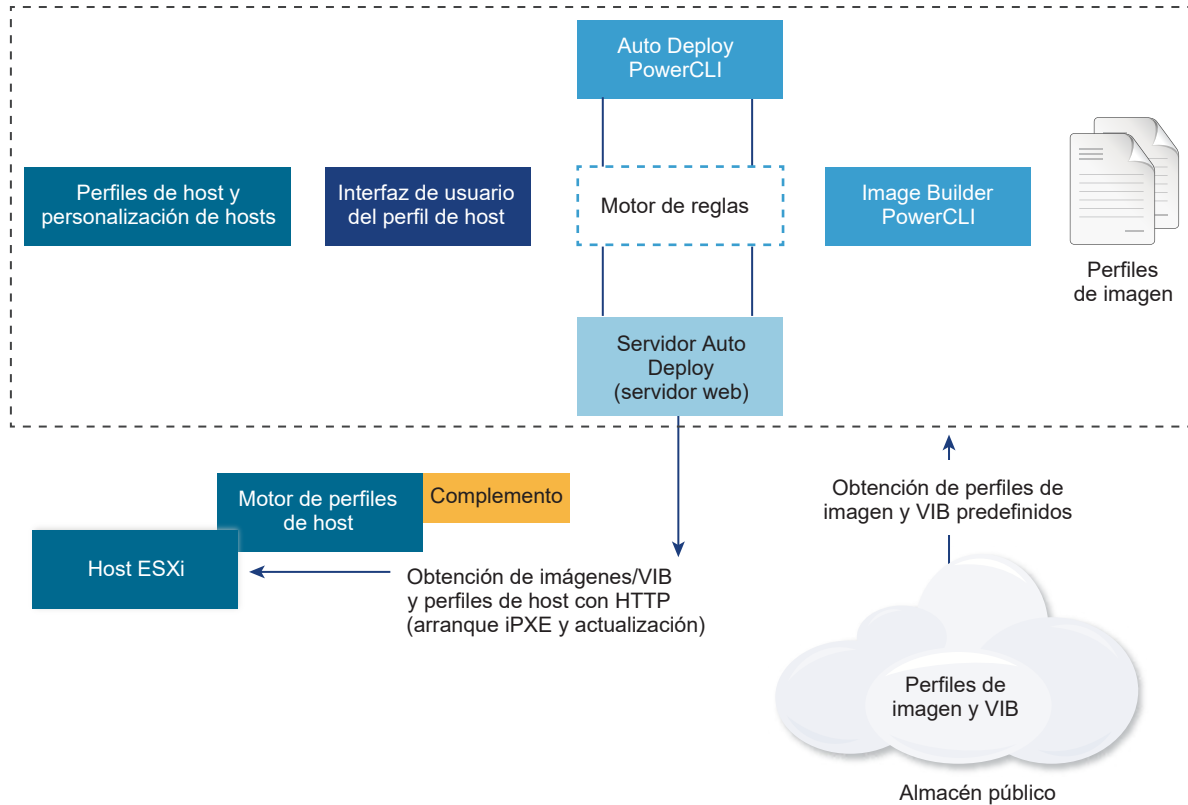 Auto Deploy
PowerCLI
Perfiles de host y
personalización de hosts
Interfaz de usuario
del perfil de host
Motor de reglas
Image Builder
PowerCLI
Perfiles
de imagen
Servidor Auto
Deploy
(servidor web)
Motor de perfiles
de host
Complemento
Host ESXi
Obtención de imágenes/VIB
y perfiles de host con HTTP
(arranque iPXE y actualización)
Obtención de perfiles de
imagen y VIB predefinidos
Perfiles de
imagen y VIB
Almacén público